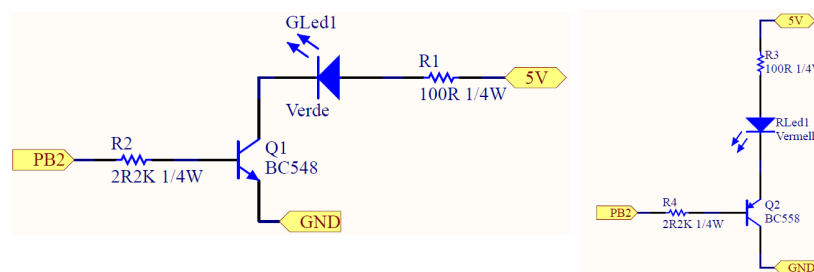 GLed1
R1
5V
100R 1/4W
Verde
R2
Q1
PB2
BC548
2R2K 1/4W
GND
5V
R3
100R 1/4W
RLed1
Vermell
R4
Q2
PB2
BC558
2R2K 1/4W
GND